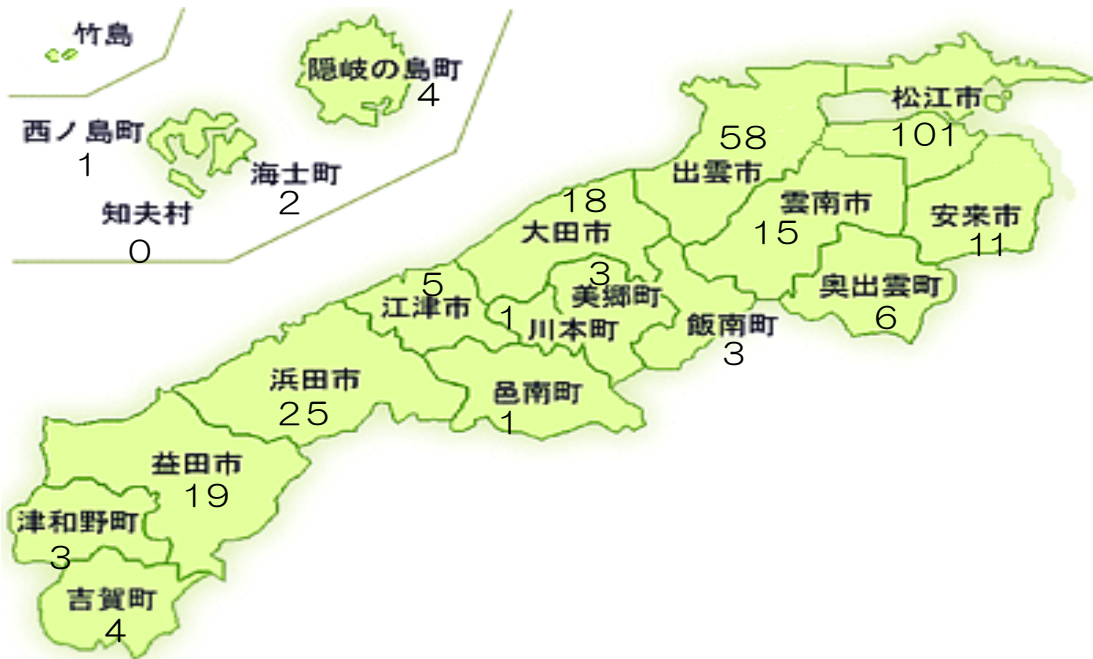 竹島
隠岐の島町
4
西ノ島町
1
海士町
2
知夫村
0
松江市
101
58
出雲市
雲南市
15
安来市
11
18
大田市
奥出雲町
6
3
美郷町
5
江津市
1
川本町
飯南町
3
浜田市
25
邑南町
1
益田市
19
津和野町
3
吉賀町
4